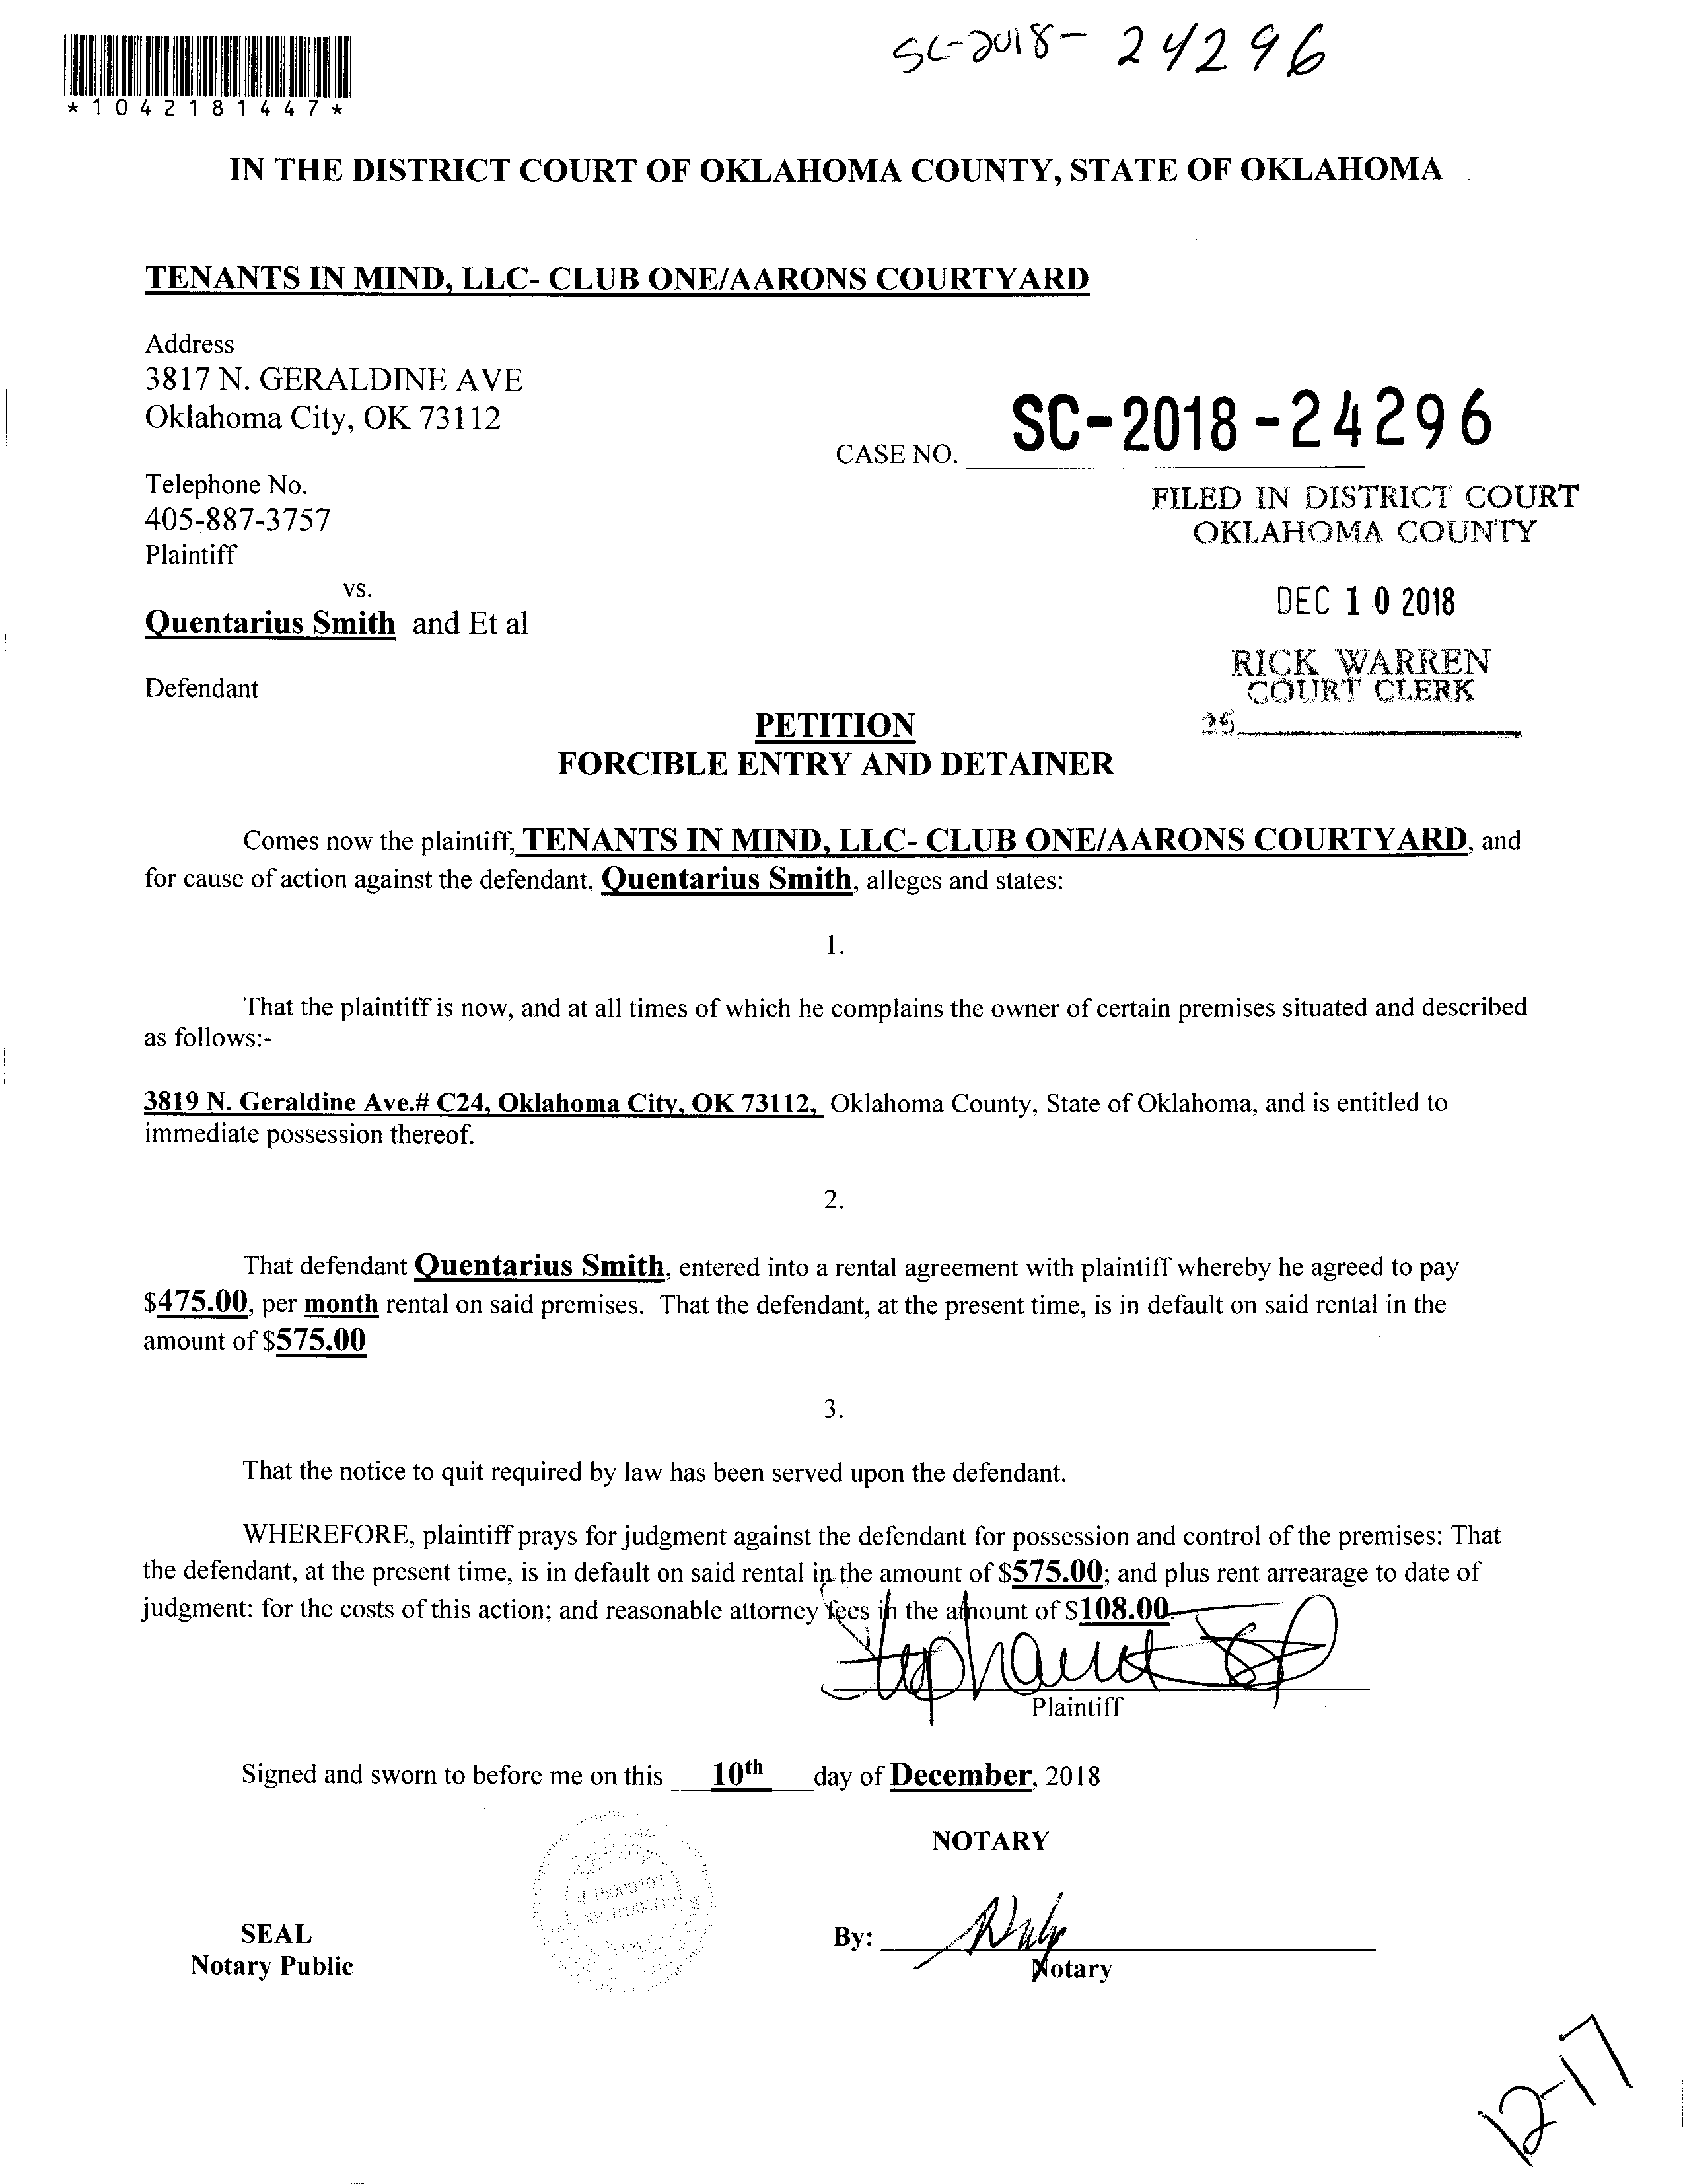 SC-2018- 24296
*1042181447*
IN THE DISTRICT COURT OF OKLAHOMA COUNTY, STATE OF OKLAHOMA
TENANTS IN MIND, LLC- CLUB ONE/AARONS COURTYARD
Address
3817 N. GERALDINE AVE
Oklahoma City, OK 73112
CASE NO. SC-2018-24296
Telephone No.
405-887-3757
Plaintiff
FILED IN DISTRICT COURT
OKLAHOMA COUNTY
vs.
Quentarius Smith and Et al
DEC 10 2018
Defendant
RICK WARREN
COURT CLERK
PETITION
FORCIBLE ENTRY AND DETAINER
Comes now the plaintiff, TENANTS IN MIND, LLC- CLUB ONE/AARONS COURTYARD, and
for cause of action against the defendant, Quentarius Smith, alleges and states:
1.
That the plaintiff is now, and at all times of which he complains the owner of certain premises situated and described
as follows:-
3819 N. Geraldine Ave.# C24, Oklahoma City, OK 73112, Oklahoma County, State of Oklahoma, and is entitled to
immediate possession thereof.
2.
That defendant Quentarius Smith, entered into a rental agreement with plaintiff whereby he agreed to pay
$475.00, per month rental on said premises. That the defendant, at the present time, is in default on said rental in the
amount of $575.00
3.
That the notice to quit required by law has been served upon the defendant.
WHEREFORE, plaintiff prays for judgment against the defendant for possession and control of the premises: That
the defendant, at the present time, is in default on said rental in the amount of $575.00; and plus rent arrearage to date of
judgment: for the costs of this action; and reasonable attorney fees in the amount of $108.00.
Plaintiff
Signed and sworn to before me on this 10th day of December, 2018
NOTARY
SEAL
Notary Public
By:
Notary
12-17